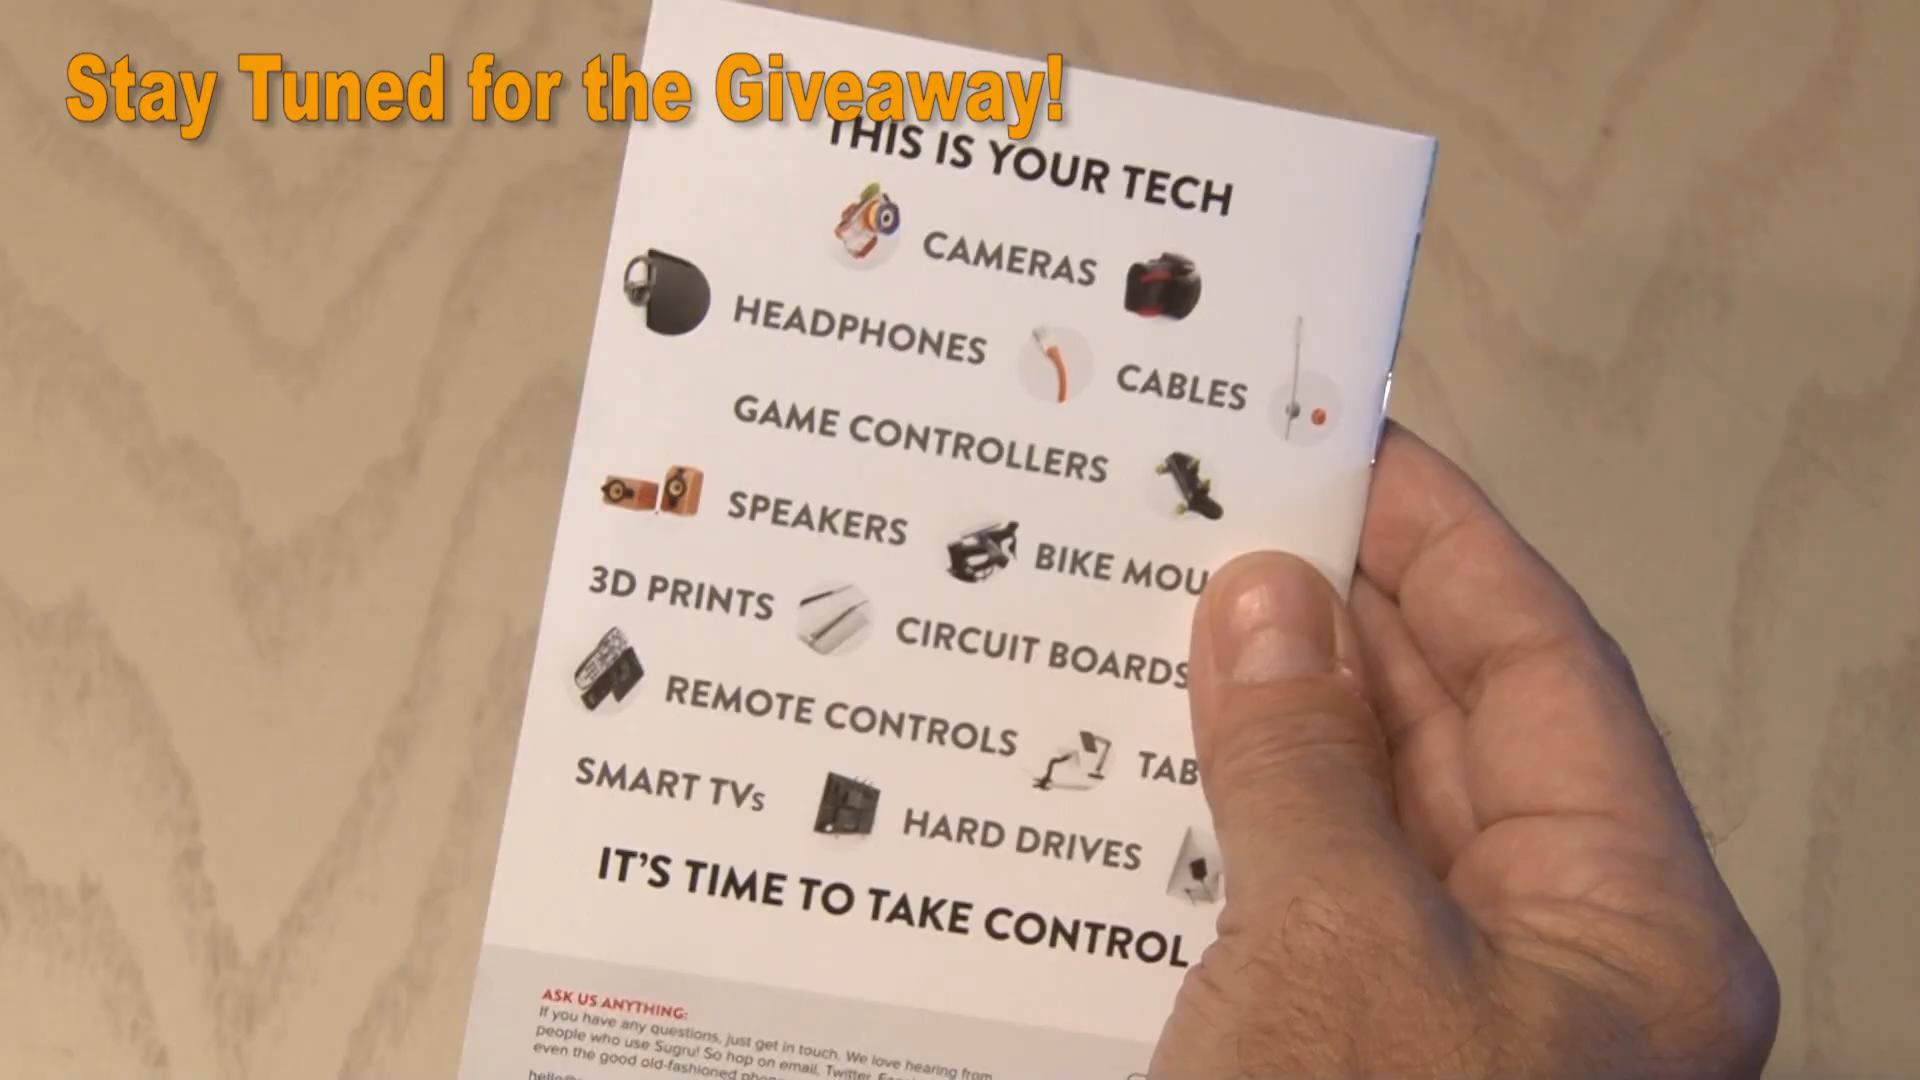 Stay Tuned for the Giveaway!
THIS IS YOUR TECH
CAMERAS
HEADPHONES
CABLES
GAME CONTROLLERS
SPEAKERS
BIKE MOU
3D PRINTS
CIRCUIT BOARDS
REMOTE CONTROLS
TAB
SMART TVs
HARD DRIVES
IT'S TIME TO TAKE CONTROL
ASK US ANYTHING:
If you have any questions, just get in touch. We love hearing from
people who use Sugru! So hop on email, Twitter,
even the good old-fashioned